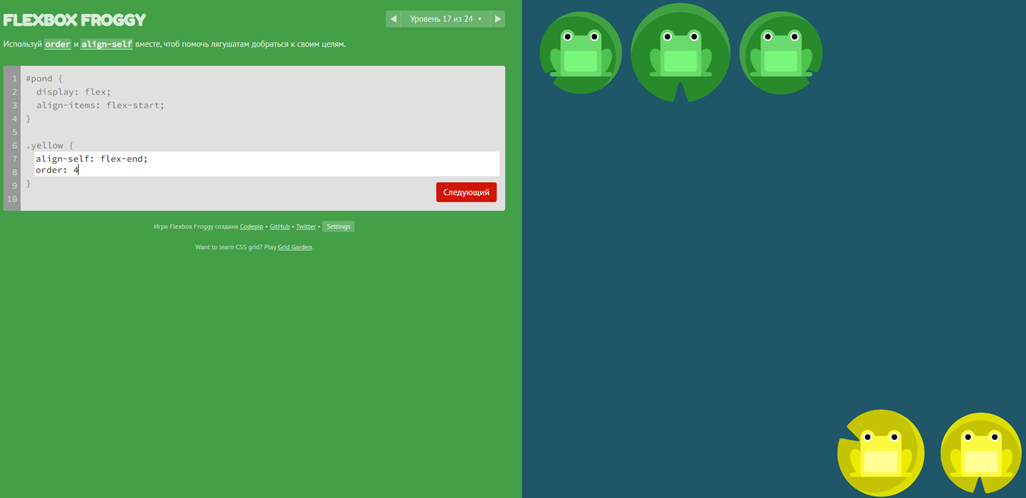 FLEXBOX FROGGY
Уровень 17 из 24
Используй order и align-self вместе, чтоб помочь лягушатам добраться к своим целям.
1 #pond {
2 display: flex;
3 align-items: flex-start;
4 }
5
6 .yellow {
7 align-self: flex-end;
8 order: 4
9 }
10
Следующий
Игра Flexbox Froggy создана Codepip • GitHub • Twitter • Settings
Want to learn CSS grid? Play Grid Garden.